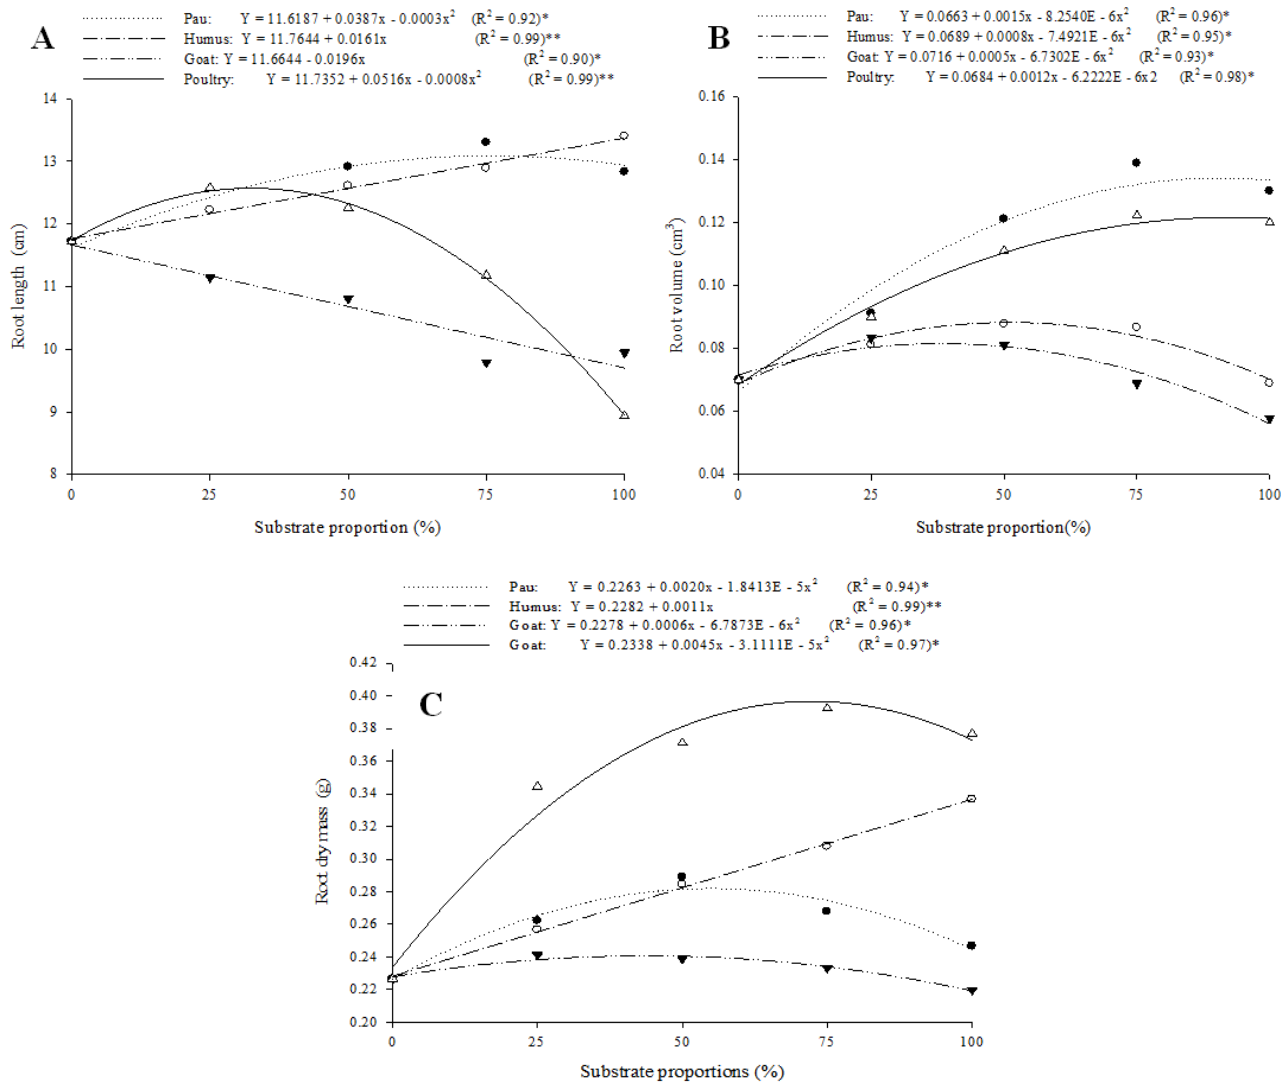 Pau: Y = 11.6187 + 0.0387x - 0.0003x² (R² = 0.92)*
Humus: Y = 11.7644 + 0.0161x (R² = 0.99)**
Goat: Y = 11.6644 - 0.0196x (R² = 0.90)*
Poultry: Y = 11.7352 + 0.0516x - 0.0008x² (R² = 0.99)**
A
14
13
12
11
10
9
8
Root length (cm)
0 25 50 75 100
Substrate proportion (%)
Pau: Y = 0.0663 + 0.0015x - 8.2540E - 6x² (R² = 0.96)*
Humus: Y = 0.0689 + 0.0008x - 7.4921E - 6x² (R² = 0.95)*
Goat: Y = 0.0716 + 0.0005x - 6.7302E - 6x² (R² = 0.93)*
Poultry: Y = 0.0684 + 0.0012x - 6.2222E - 6x2 (R² = 0.98)*
B
0.16
0.14
0.12
0.10
0.08
0.06
0.04
Root volume (cm³)
0 25 50 75 100
Substrate proportion(%)
Pau: Y = 0.2263 + 0.0020x - 1.8413E - 5x² (R² = 0.94)*
Humus: Y = 0.2282 + 0.0011x (R² = 0.99)**
Goat: Y = 0.2278 + 0.0006x - 6.7873E - 6x² (R² = 0.96)*
Goat: Y = 0.2338 + 0.0045x - 3.1111E - 5x² (R² = 0.97)*
C
0.42
0.40
0.38
0.36
0.34
0.32
0.30
0.28
0.26
0.24
0.22
0.20
Root dry mass (g)
0 25 50 75 100
Substrate proportions (%)